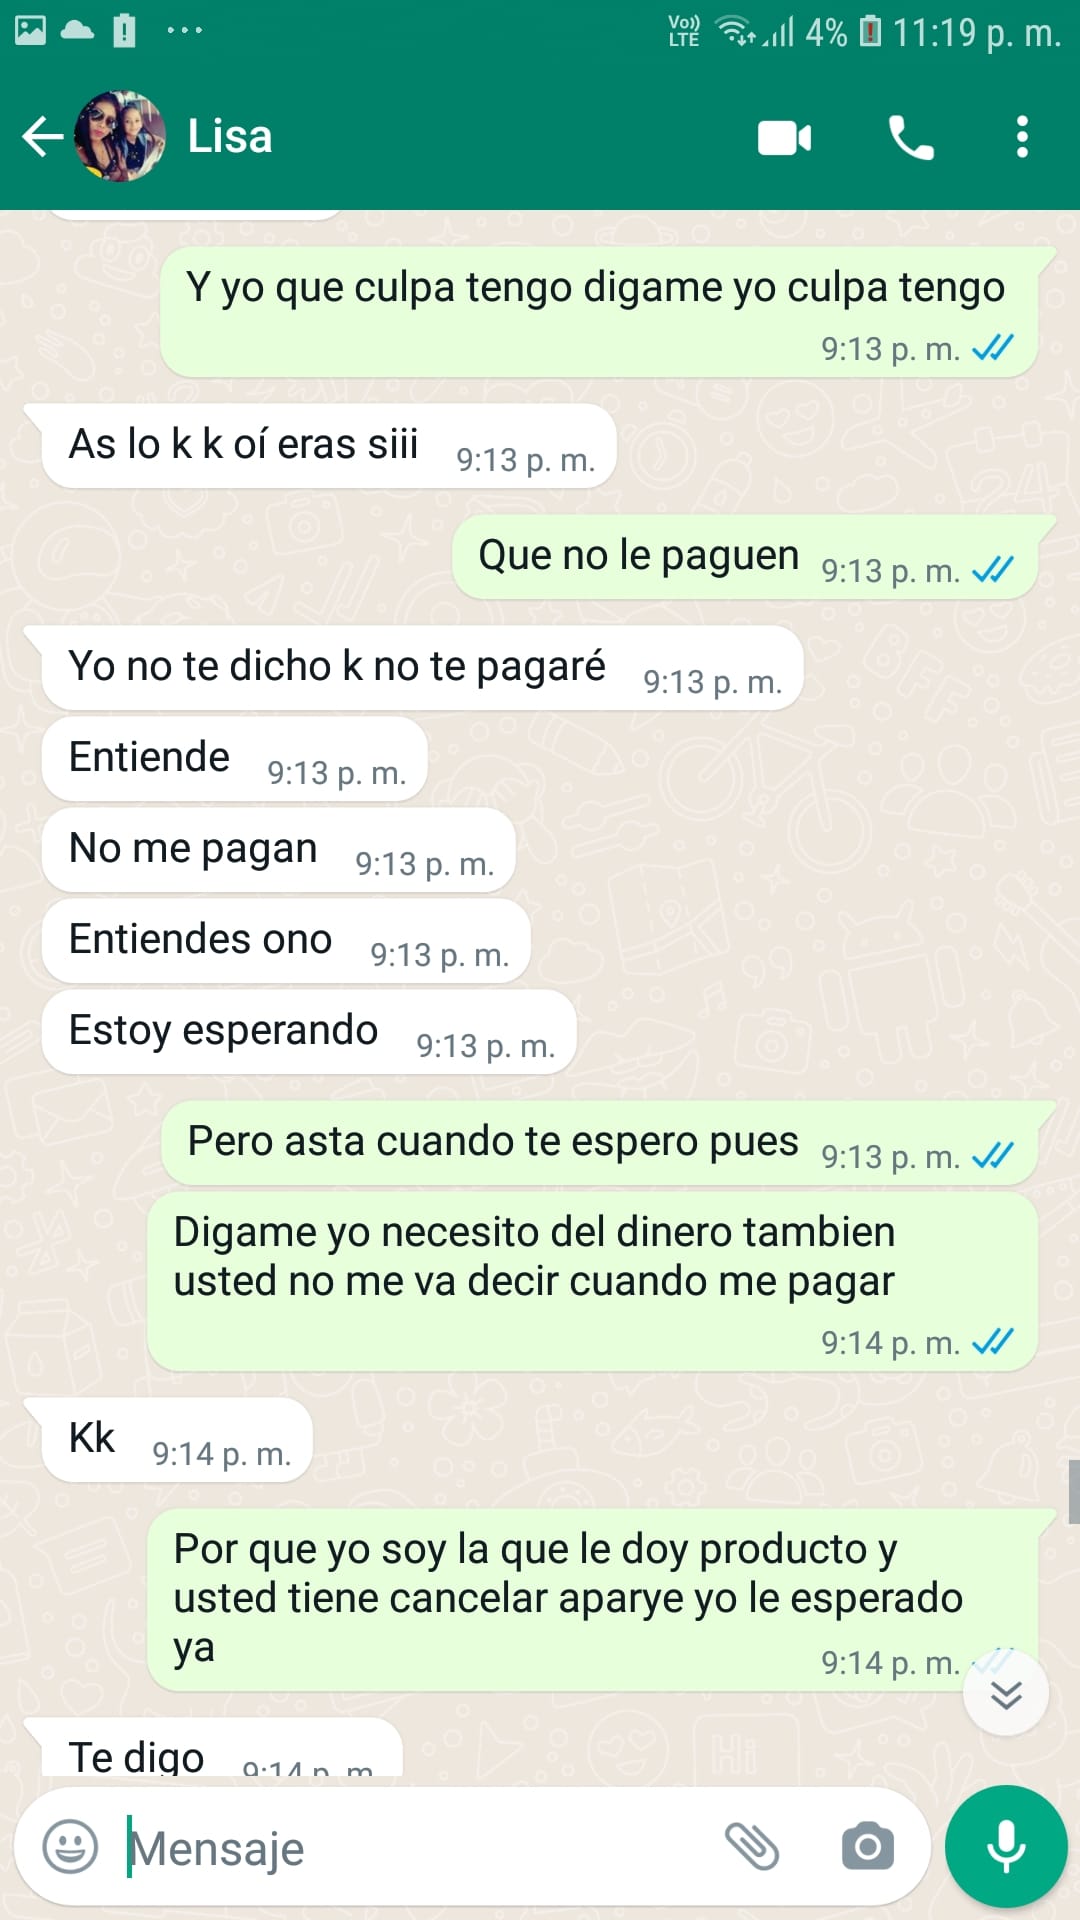 Vo)) LTE 4% 11:19 p. m.
Lisa
Y yo que culpa tengo digame yo culpa tengo
9:13 p. m.
As lo k k oí eras siii 9:13 p. m.
Que no le paguen 9:13 p. m.
Yo no te dicho k no te pagaré 9:13 p. m.
Entiende 9:13 p. m.
No me pagan 9:13 p. m.
Entiendes ono 9:13 p. m.
Estoy esperando 9:13 p. m.
Pero asta cuando te espero pues 9:13 p. m.
Digame yo necesito del dinero tambien
usted no me va decir cuando me pagar
9:14 p. m.
Kk 9:14 p. m.
Por que yo soy la que le doy producto y
usted tiene cancelar aparye yo le esperado
ya
9:14 p. m.
Te digo 9:14 p. m.
Mensaje